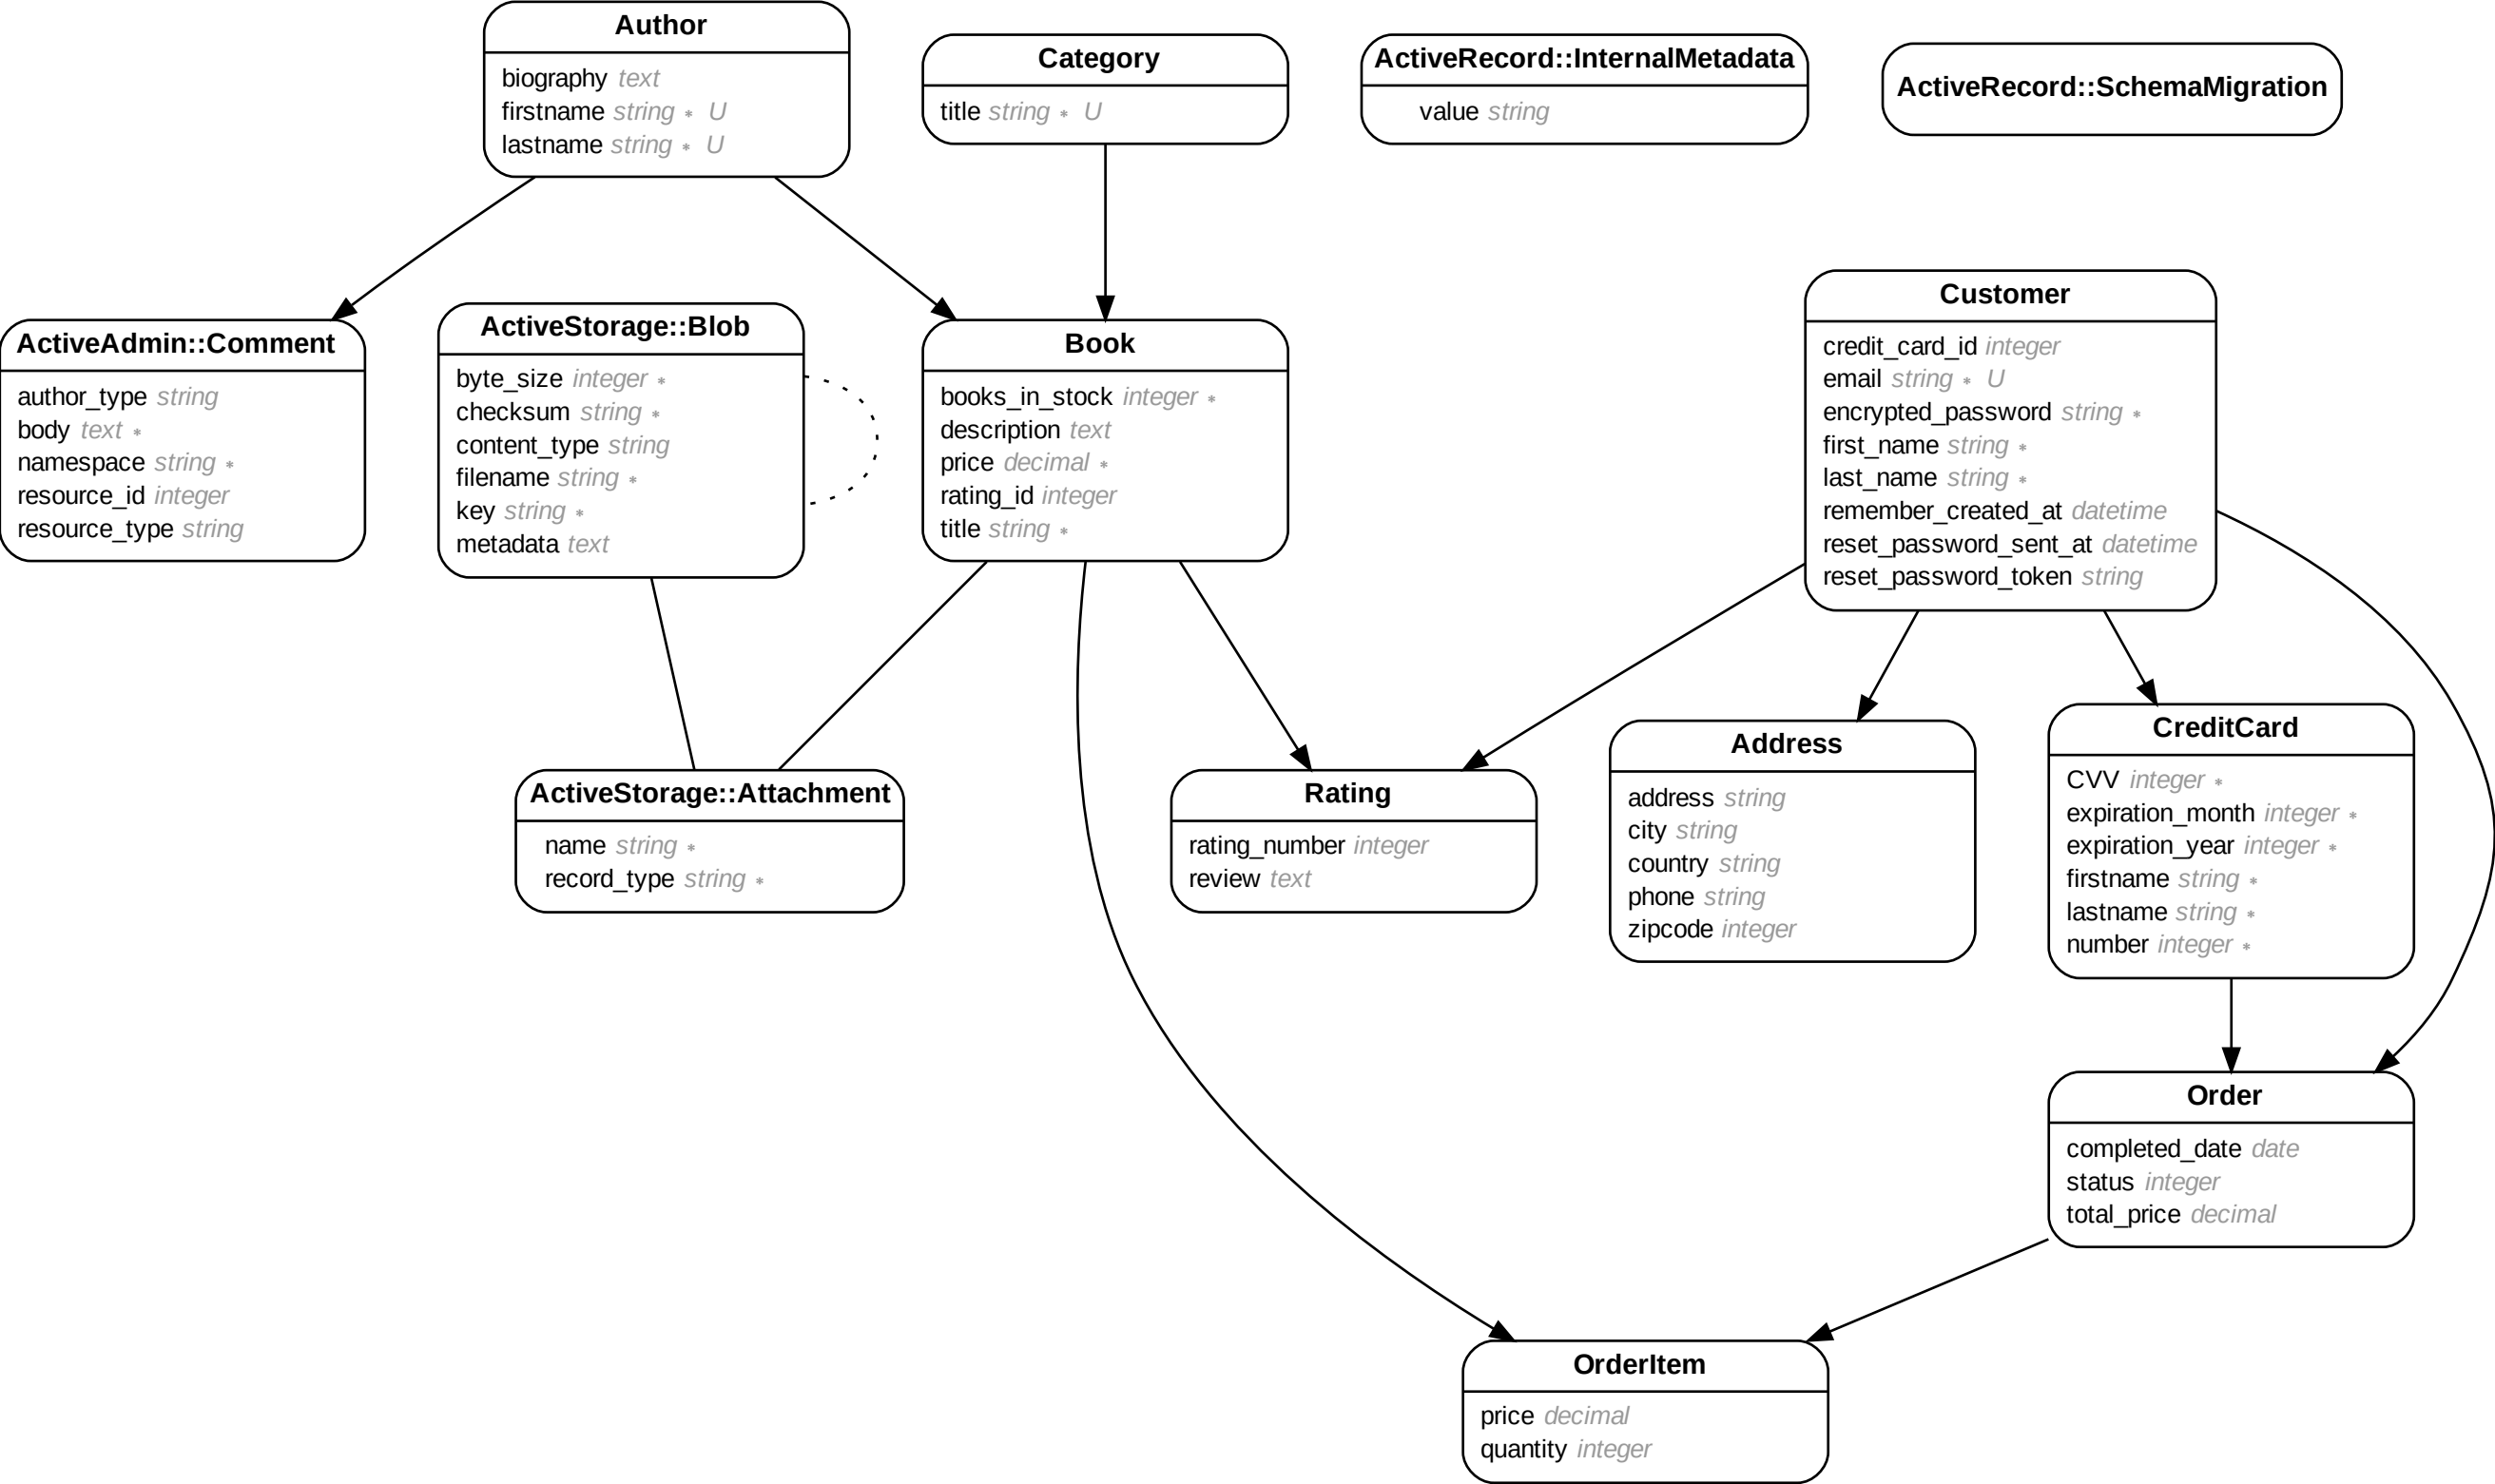 Author
biography text
firstname string * U
lastname string * U
Category
title string * U
ActiveRecord::InternalMetadata
value string
ActiveRecord::SchemaMigration
ActiveAdmin::Comment
author_type string
body text *
namespace string *
resource_id integer
resource_type string
ActiveStorage::Blob
byte_size integer *
checksum string *
content_type string
filename string *
key string *
metadata text
Book
books_in_stock integer *
description text
price decimal *
rating_id integer
title string *
Customer
credit_card_id integer
email string * U
encrypted_password string *
first_name string *
last_name string *
remember_created_at datetime
reset_password_sent_at datetime
reset_password_token string
ActiveStorage::Attachment
name string *
record_type string *
Rating
rating_number integer
review text
Address
address string
city string
country string
phone string
zipcode integer
CreditCard
CVV integer *
expiration_month integer *
expiration_year integer *
firstname string *
lastname string *
number integer *
Order
completed_date date
status integer
total_price decimal
OrderItem
price decimal
quantity integer